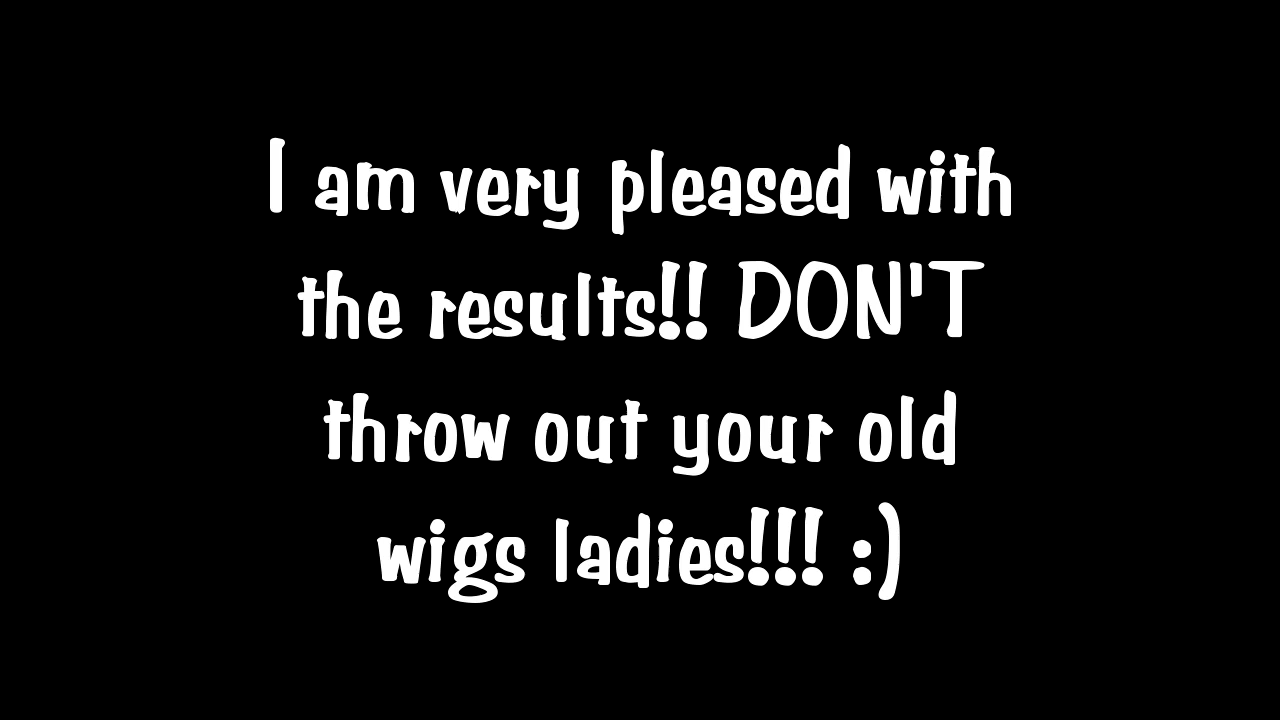 I am very pleased with
the results!! DON'T
throw out your old
wigs ladies!!! :)